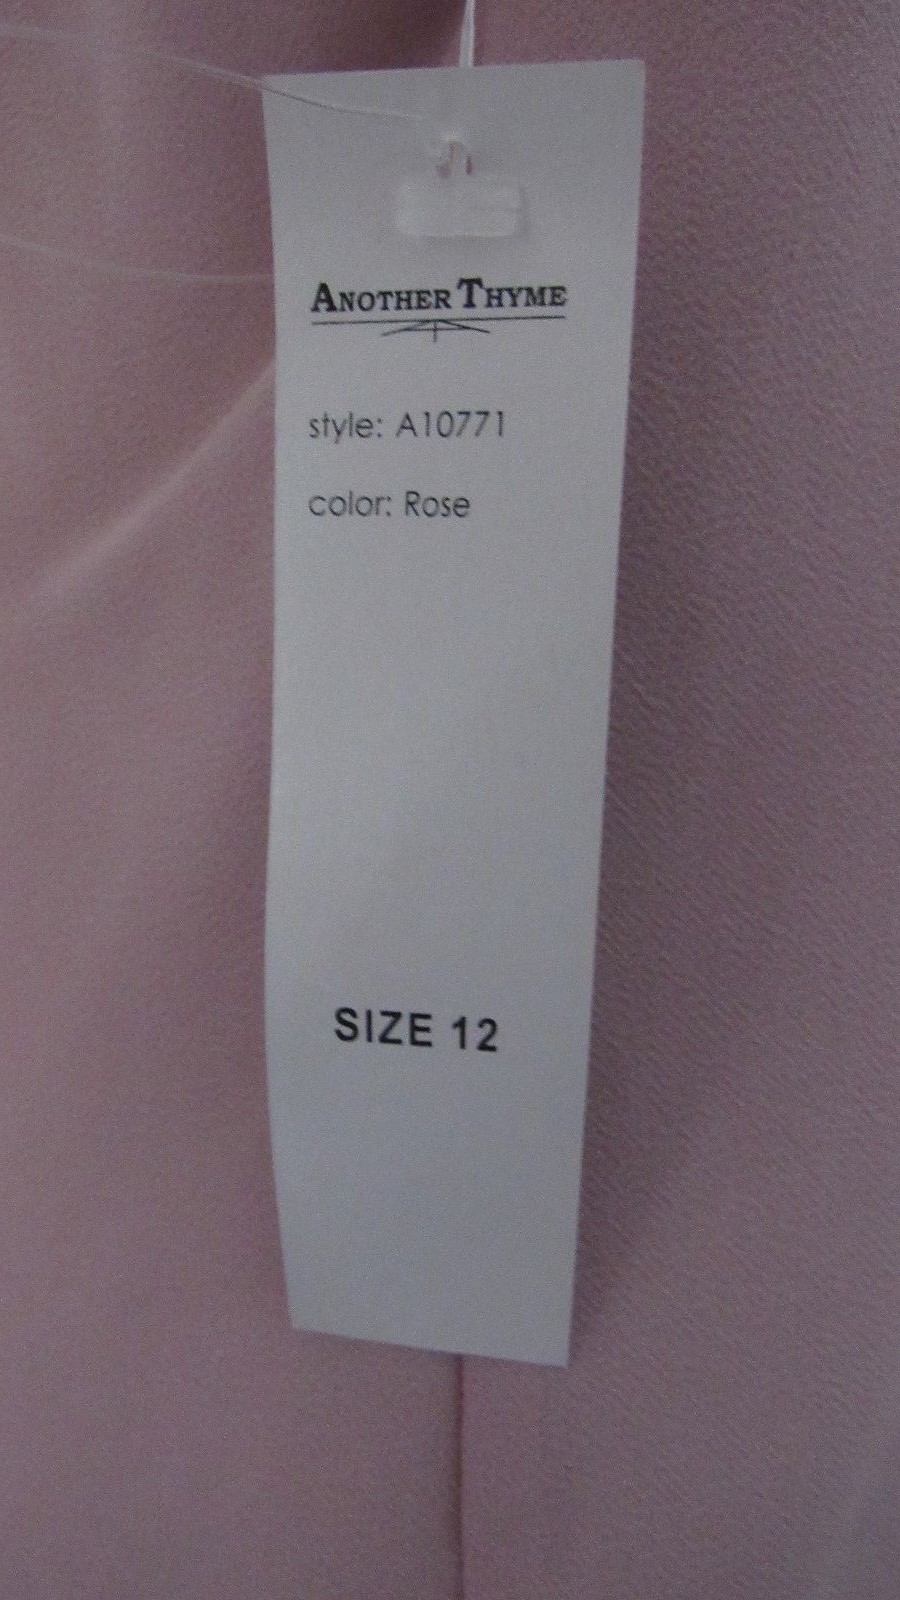 ANOTHER THYME
style: A10771
color: Rose
SIZE 12